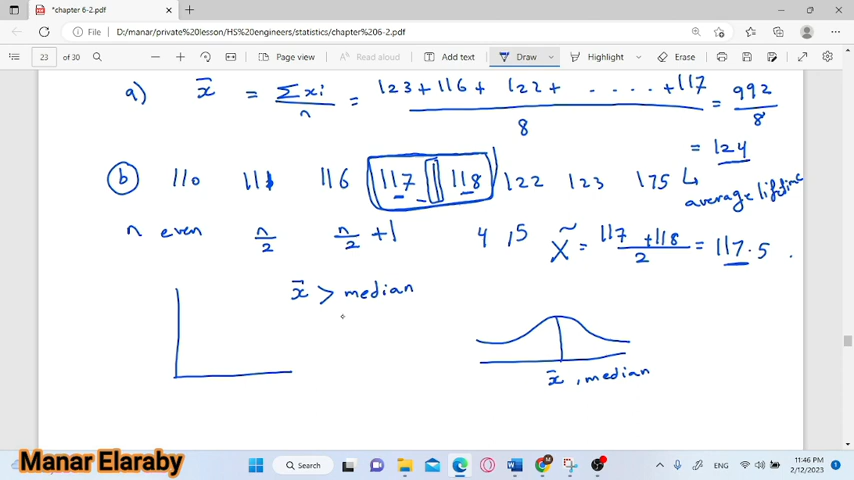 *chapter 6-2.pdf
File D:/manar/private%20lesson/HS%20engineers/statistics/chapter%206-2.pdf
23 of 30 Page view Read aloud Add text Draw Highlight Erase
a) x̄ = Σxi / n = 123+116+ 122+ . . . . . +117 / 8 = 992 / 8
= 124
↳ average lifetime
b 110 111 116 117 118 122 123 175
n even n/2 n/2 +1 4 ,5 x̃ = 117 +118 / 2 = 117.5 .
x̄ > median
x̄ , median
Manar Elaraby
Search
ENG
11:46 PM
2/12/2023